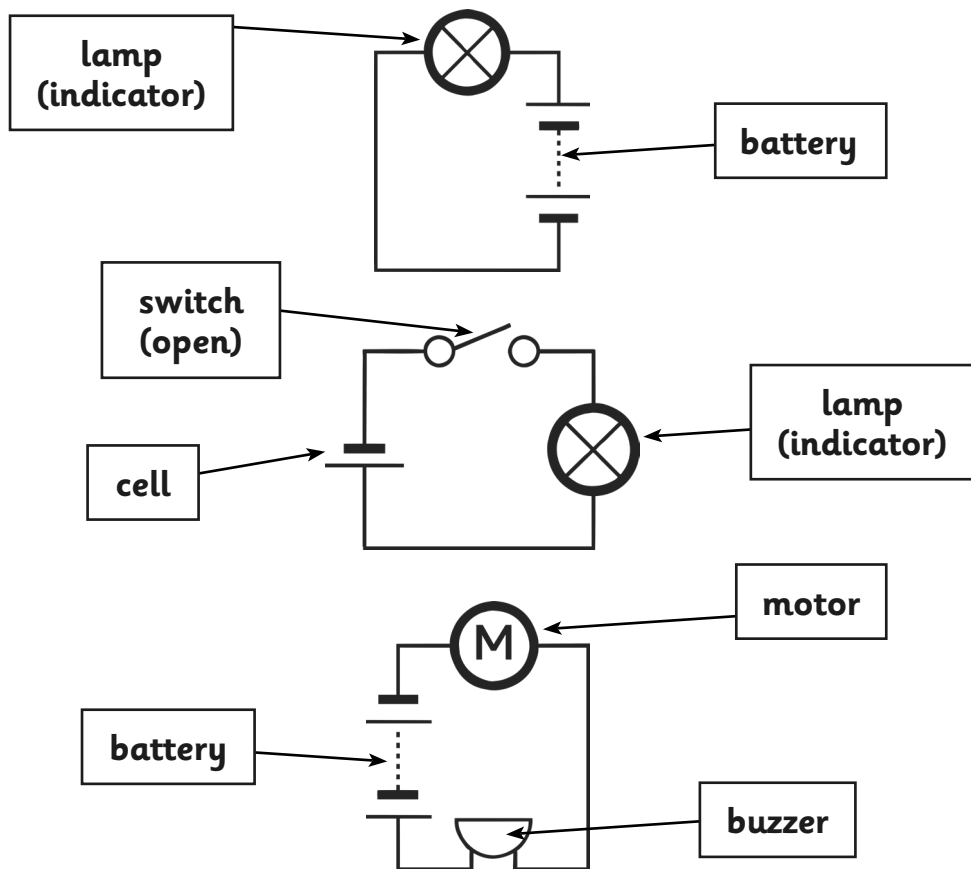 lamp
(indicator)
battery
switch
(open)
lamp
(indicator)
cell
motor
M
battery
buzzer